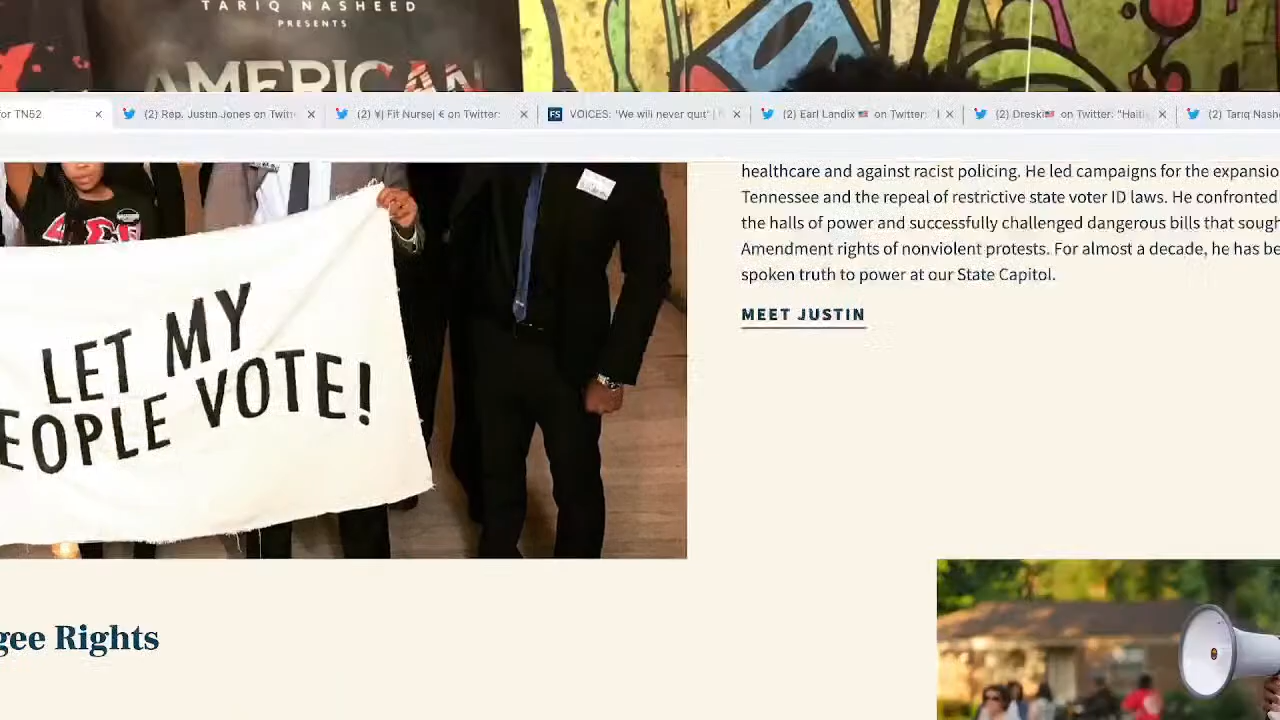 TARIQ NASHEED
PRESENTS
AMERICAN
for TN52
(2) Rep. Justin Jones on Twitt
(2) ¥| Fit Nurse| € on Twitter:
FS VOICES: 'We will never quit' |
(2) Earl Landix 🇺🇸 on Twitter: "I
(2) Dreski🇭🇹 on Twitter: "Haiti
(2) Tariq Nashe
healthcare and against racist policing. He led campaigns for the expansio
Tennessee and the repeal of restrictive state voter ID laws. He confronted
the halls of power and successfully challenged dangerous bills that sough
Amendment rights of nonviolent protests. For almost a decade, he has be
spoken truth to power at our State Capitol.
MEET JUSTIN
LET MY
EOPLE VOTE!
gee Rights